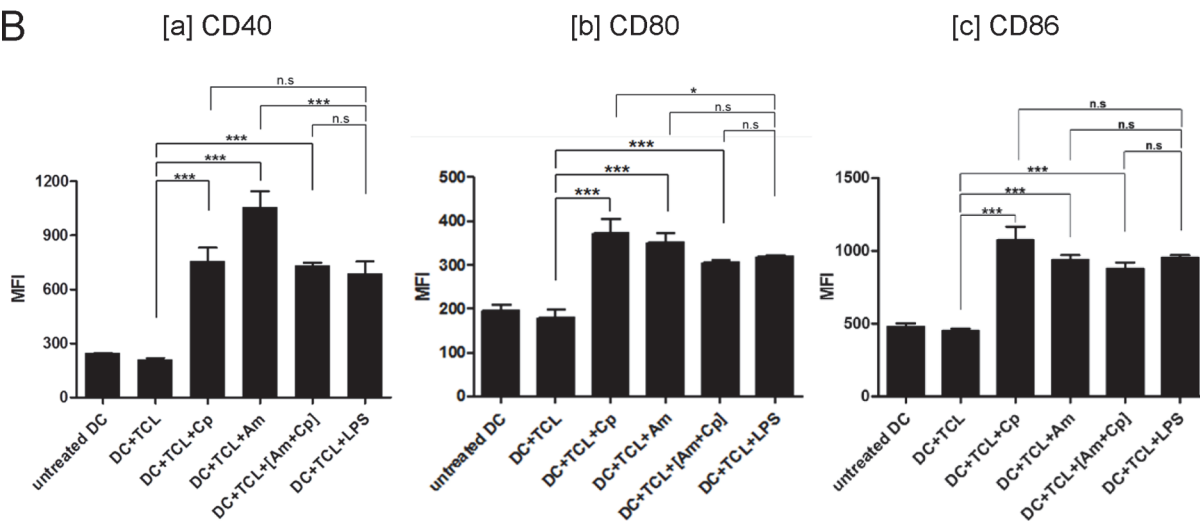 B
[a] CD40
[b] CD80
[c] CD86
n.s
***
n.s
***
***
***
MFI
1200
900
600
300
0
untreated DC
DC+TCL
DC+TCL+Cp
DC+TCL+Am
DC+TCL+[Am+Cp]
DC+TCL+LPS
*
n.s
n.s
***
***
***
MFI
500
400
300
200
100
0
untreated DC
DC+TCL
DC+TCL+Cp
DC+TCL+Am
DC+TCL+[Am+Cp]
DC+TCL+LPS
n.s
n.s
n.s
***
***
***
MFI
1500
1000
500
0
untreated DC
DC+TCL
DC+TCL+Cp
DC+TCL+Am
DC+TCL+[Am+Cp]
DC+TCL+LPS